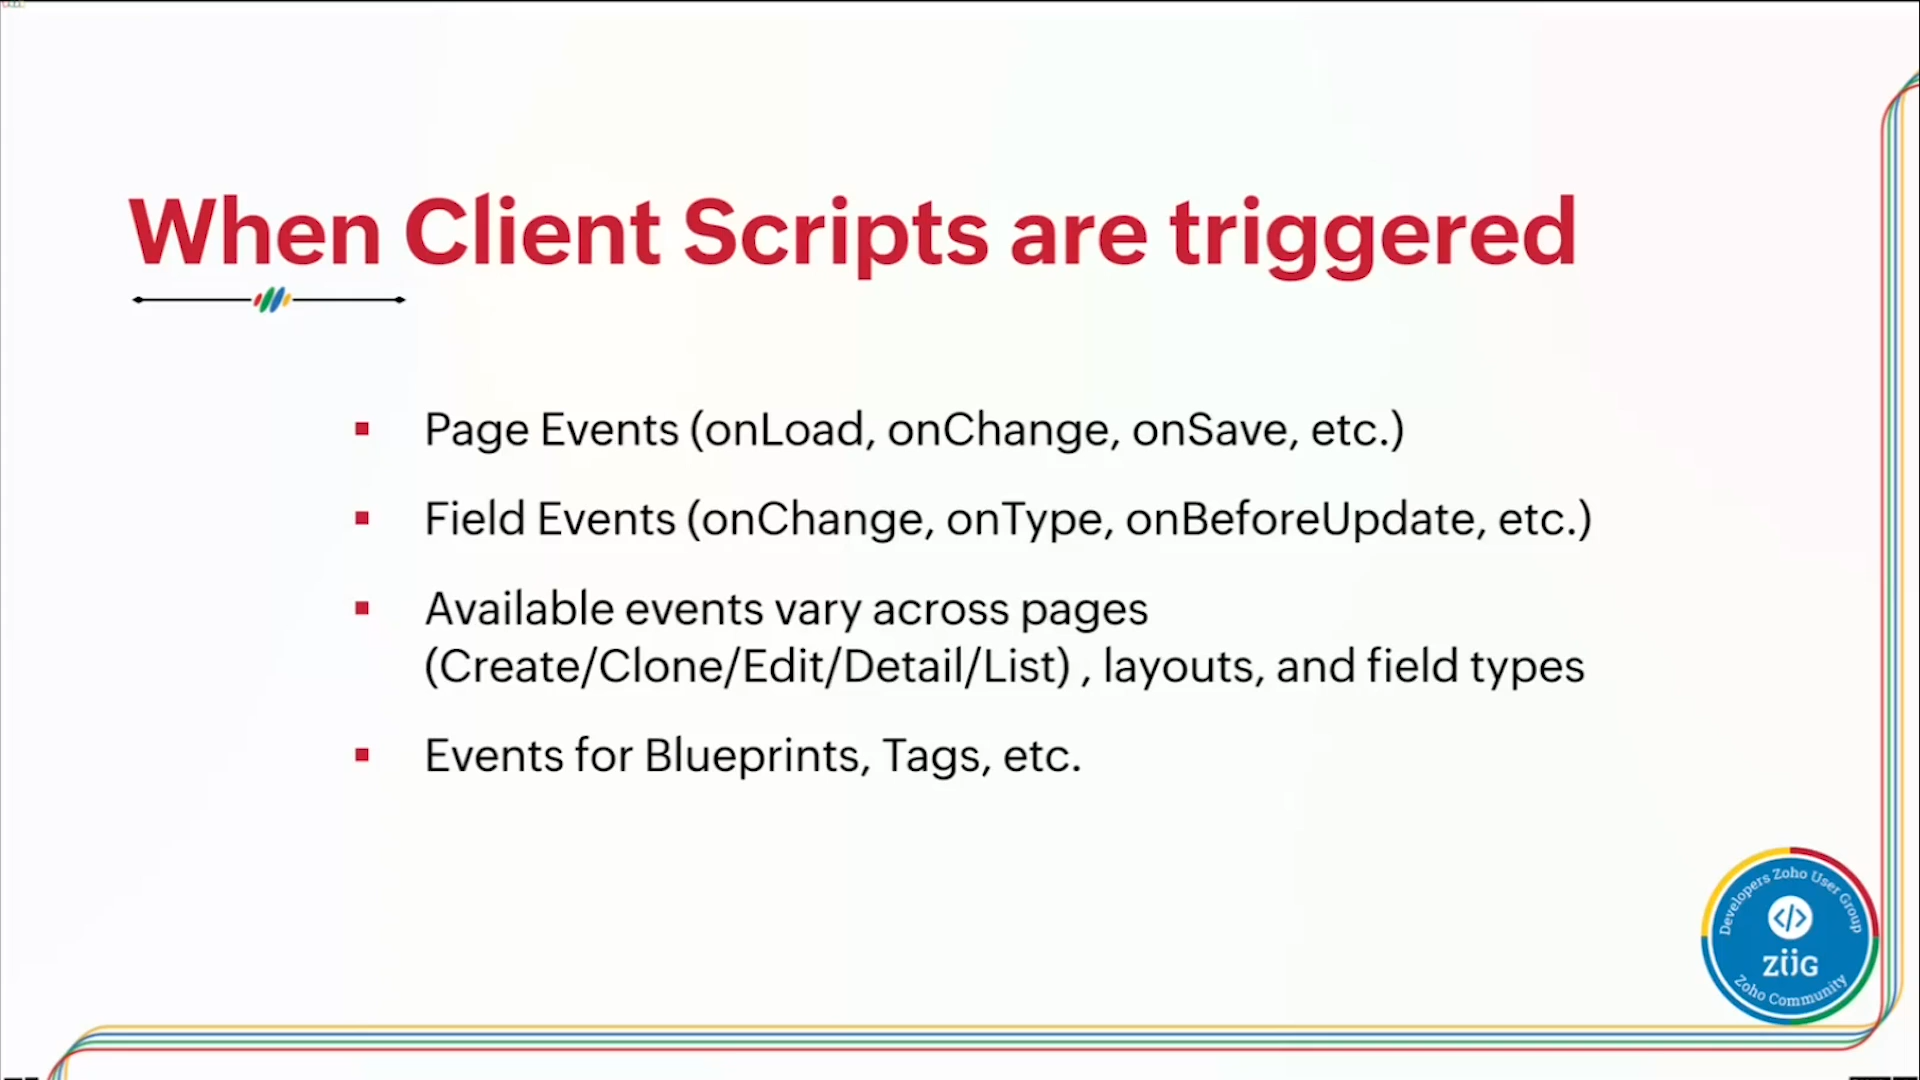 When Client Scripts are triggered
▪ Page Events (onLoad, onChange, onSave, etc.)
▪ Field Events (onChange, onType, onBeforeUpdate, etc.)
▪ Available events vary across pages
(Create/Clone/Edit/Detail/List) , layouts, and field types
▪ Events for Blueprints, Tags, etc.
Developers Zoho User Group
</>
ZUG
Zoho Community